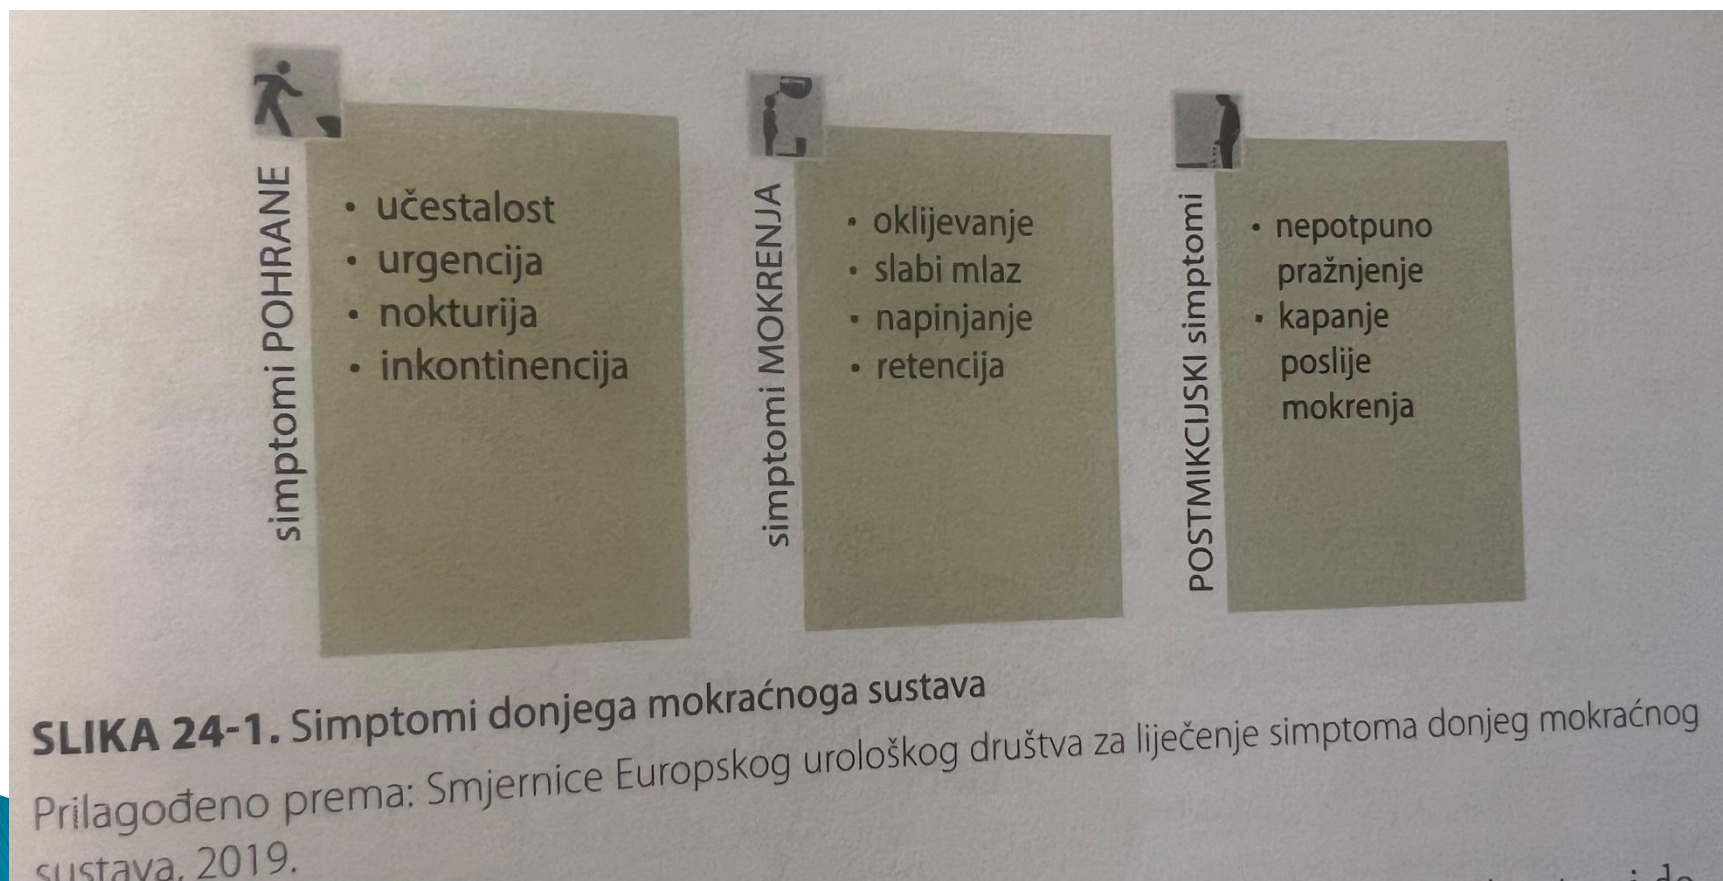 simptomi POHRANE
• učestalost
• urgencija
• nokturija
• inkontinencija
simptomi MOKRENJA
• oklijevanje
• slabi mlaz
• napinjanje
• retencija
POSTMIKCIJSKI simptomi
• nepotpuno
pražnjenje
• kapanje
poslije
mokrenja
SLIKA 24-1. Simptomi donjega mokraćnoga sustava
Prilagođeno prema: Smjernice Europskog urološkog društva za liječenje simptoma donjeg mokraćnog
sustava, 2019.